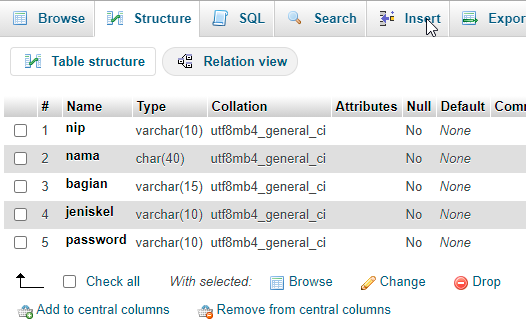 Browse Structure SQL Search Insert Expor
Table structure Relation view
# Name Type Collation Attributes Null Default Com
1 nip varchar(10) utf8mb4_general_ci No None
2 nama char(40) utf8mb4_general_ci No None
3 bagian varchar(15) utf8mb4_general_ci No None
4 jeniskel varchar(10) utf8mb4_general_ci No None
5 password varchar(10) utf8mb4_general_ci No None
Check all With selected: Browse Change Drop
Add to central columns Remove from central columns